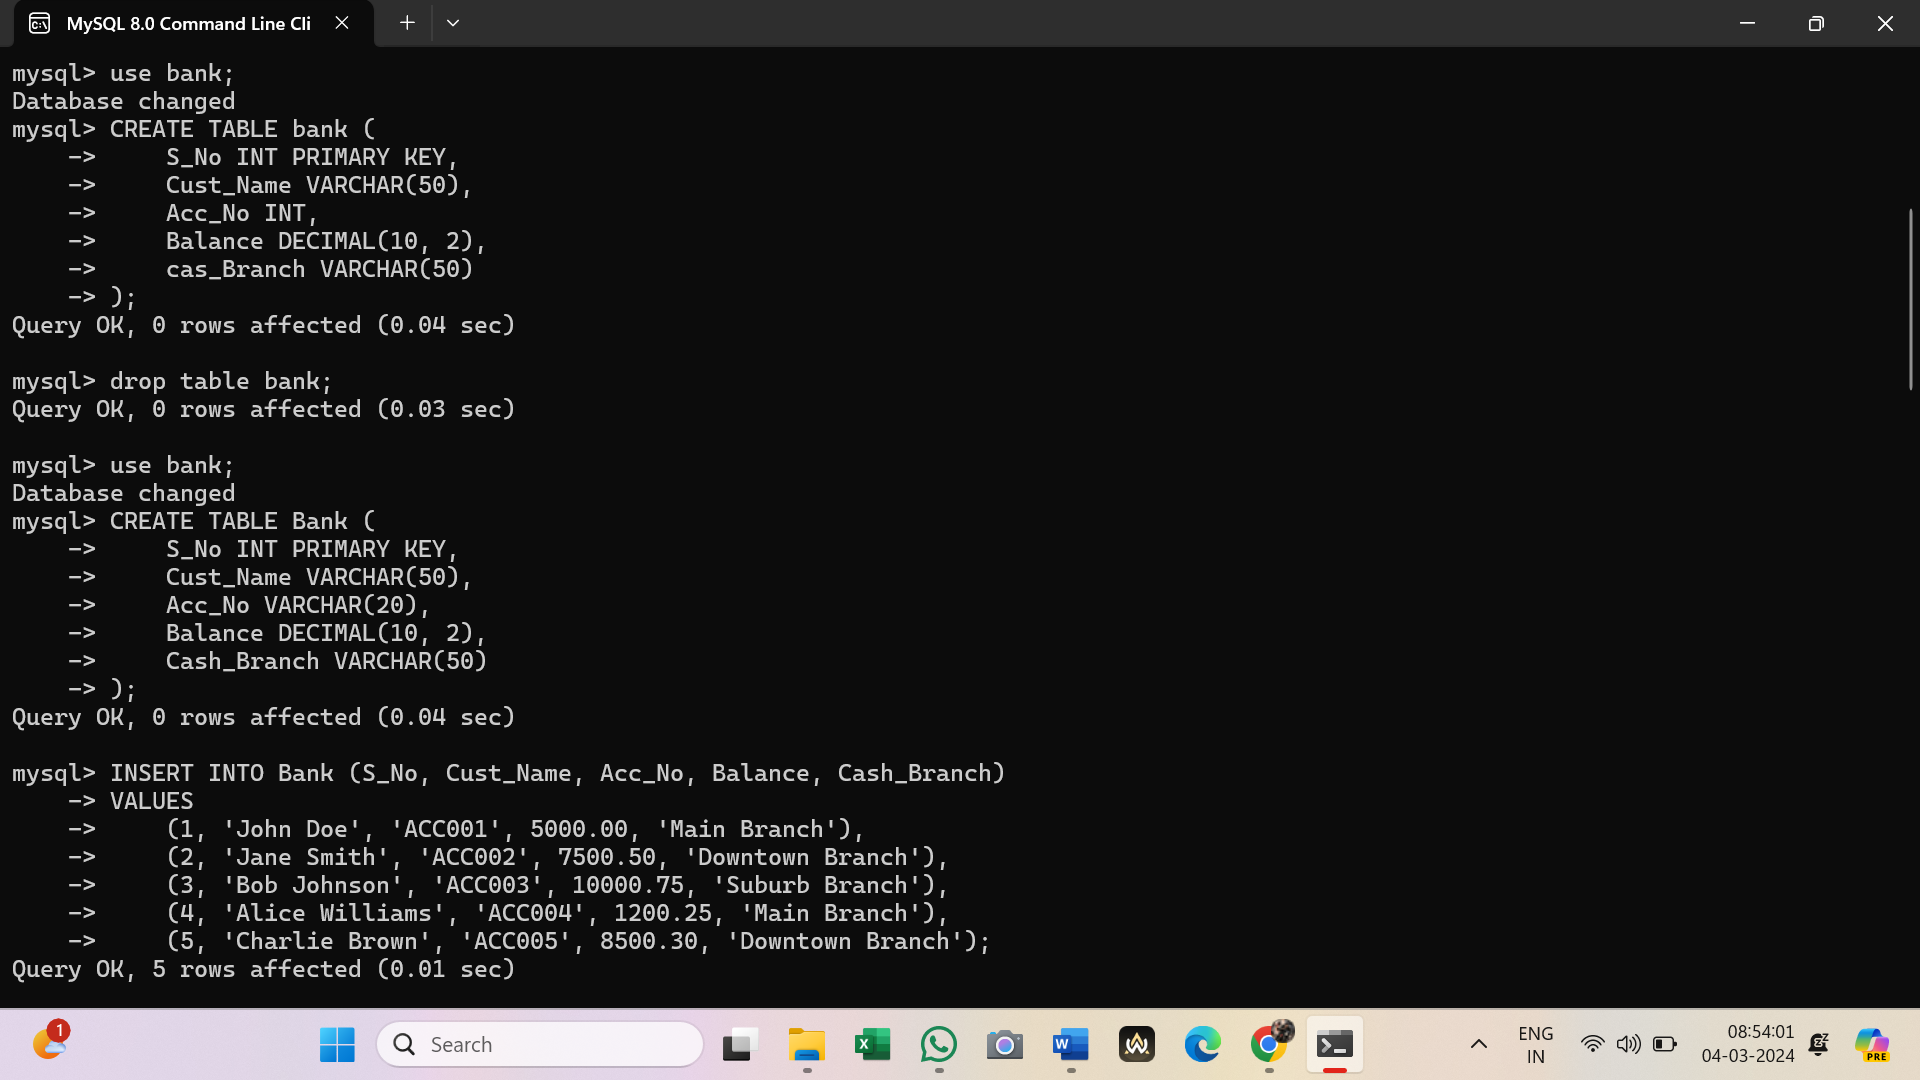 MySQL 8.0 Command Line Cli
mysql> use bank;
Database changed
mysql> CREATE TABLE bank (
    ->     S_No INT PRIMARY KEY,
    ->     Cust_Name VARCHAR(50),
    ->     Acc_No INT,
    ->     Balance DECIMAL(10, 2),
    ->     cas_Branch VARCHAR(50)
    -> );
Query OK, 0 rows affected (0.04 sec)
mysql> drop table bank;
Query OK, 0 rows affected (0.03 sec)
mysql> use bank;
Database changed
mysql> CREATE TABLE Bank (
    ->     S_No INT PRIMARY KEY,
    ->     Cust_Name VARCHAR(50),
    ->     Acc_No VARCHAR(20),
    ->     Balance DECIMAL(10, 2),
    ->     Cash_Branch VARCHAR(50)
    -> );
Query OK, 0 rows affected (0.04 sec)
mysql> INSERT INTO Bank (S_No, Cust_Name, Acc_No, Balance, Cash_Branch)
    -> VALUES
    ->     (1, 'John Doe', 'ACC001', 5000.00, 'Main Branch'),
    ->     (2, 'Jane Smith', 'ACC002', 7500.50, 'Downtown Branch'),
    ->     (3, 'Bob Johnson', 'ACC003', 10000.75, 'Suburb Branch'),
    ->     (4, 'Alice Williams', 'ACC004', 1200.25, 'Main Branch'),
    ->     (5, 'Charlie Brown', 'ACC005', 8500.30, 'Downtown Branch');
Query OK, 5 rows affected (0.01 sec)
1
Search
ENG
IN
08:54:01
04-03-2024
PRE